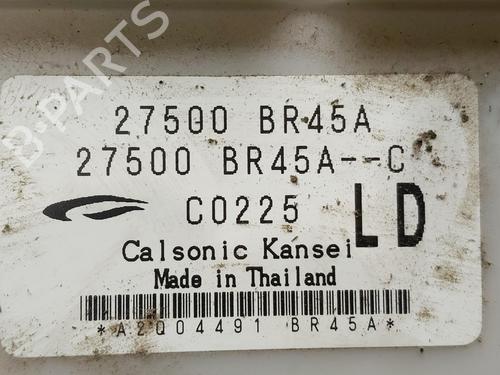 27500 BR45A
27500 BR45A--C
C0225 LD
Calsonic Kansei
Made in Thailand
*A2Q04491 BR45A*
B-PARTS